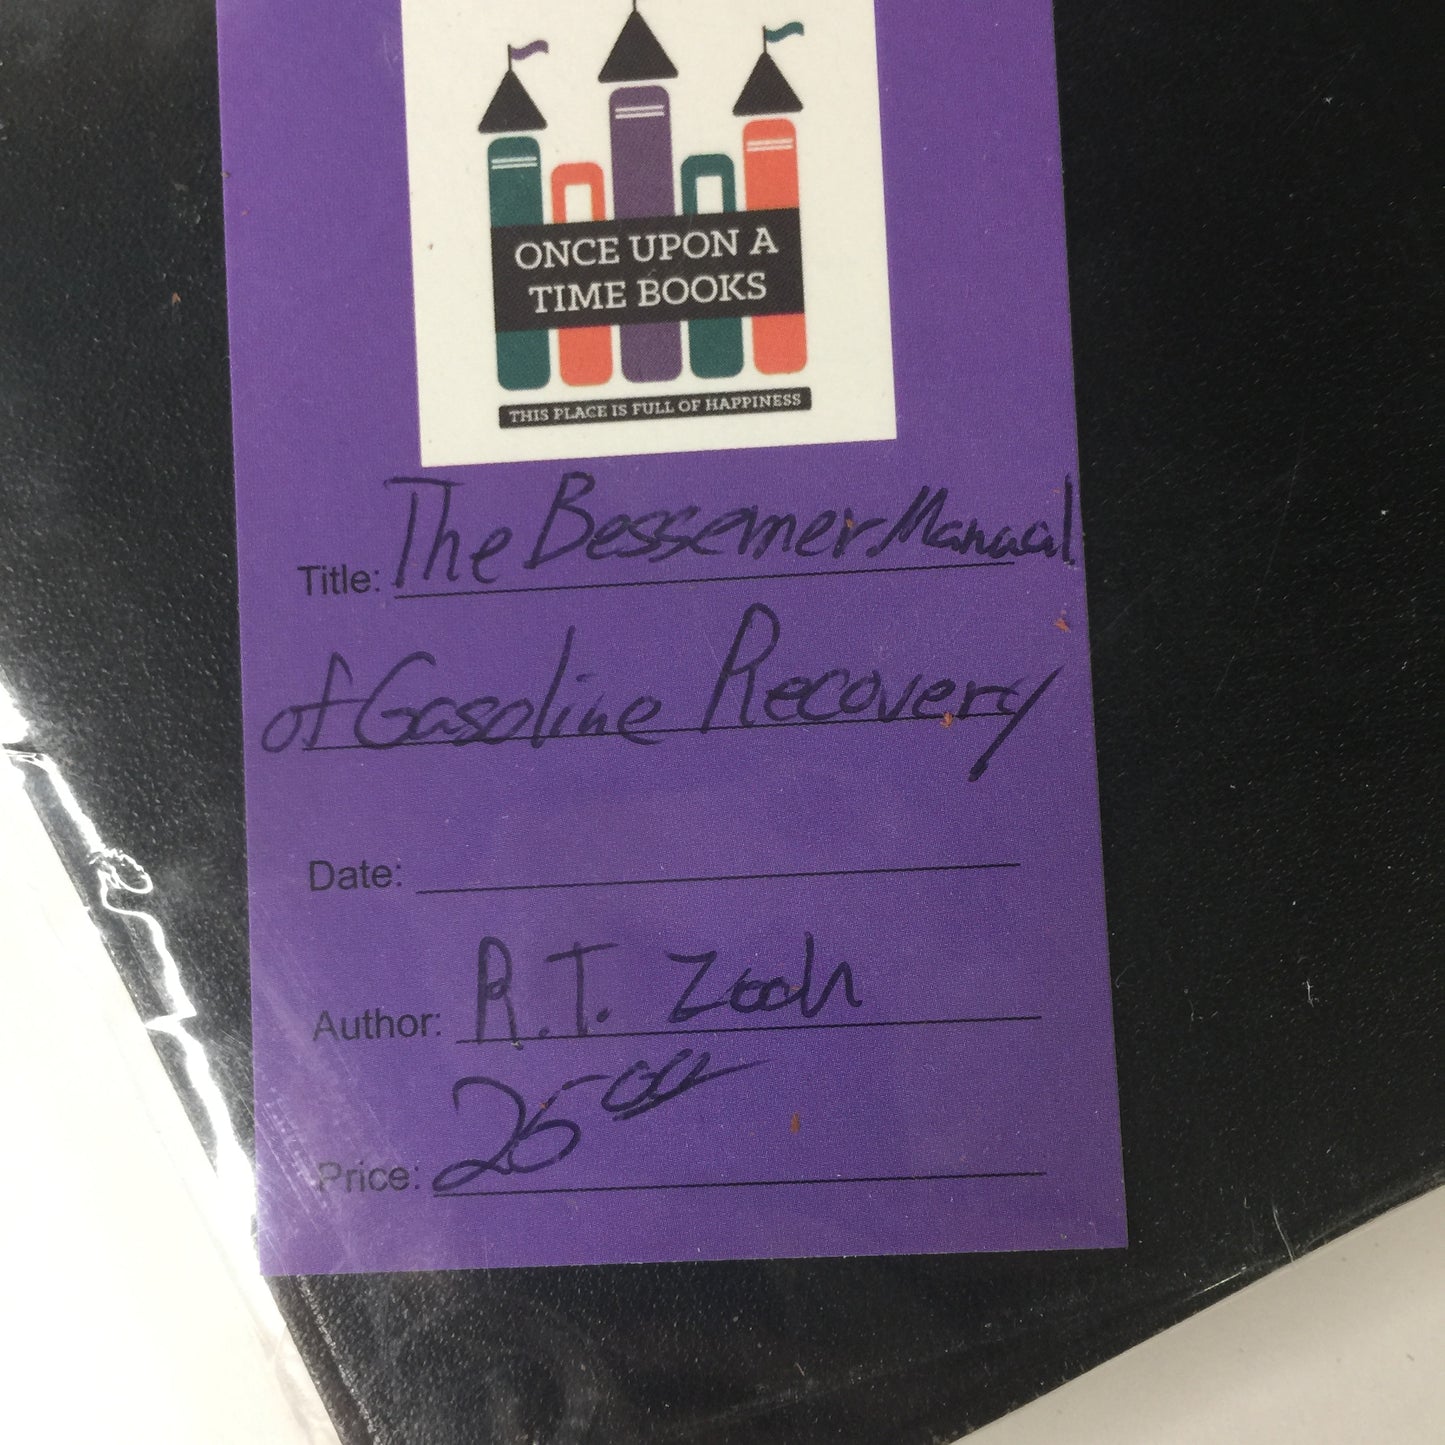 ONCE UPON A
TIME BOOKS
THIS PLACE IS FULL OF HAPPINESS
Title: The Bessemer Manual
of Gasoline Recovery
Date:
Author: R.T. Zook
Price: 25.00